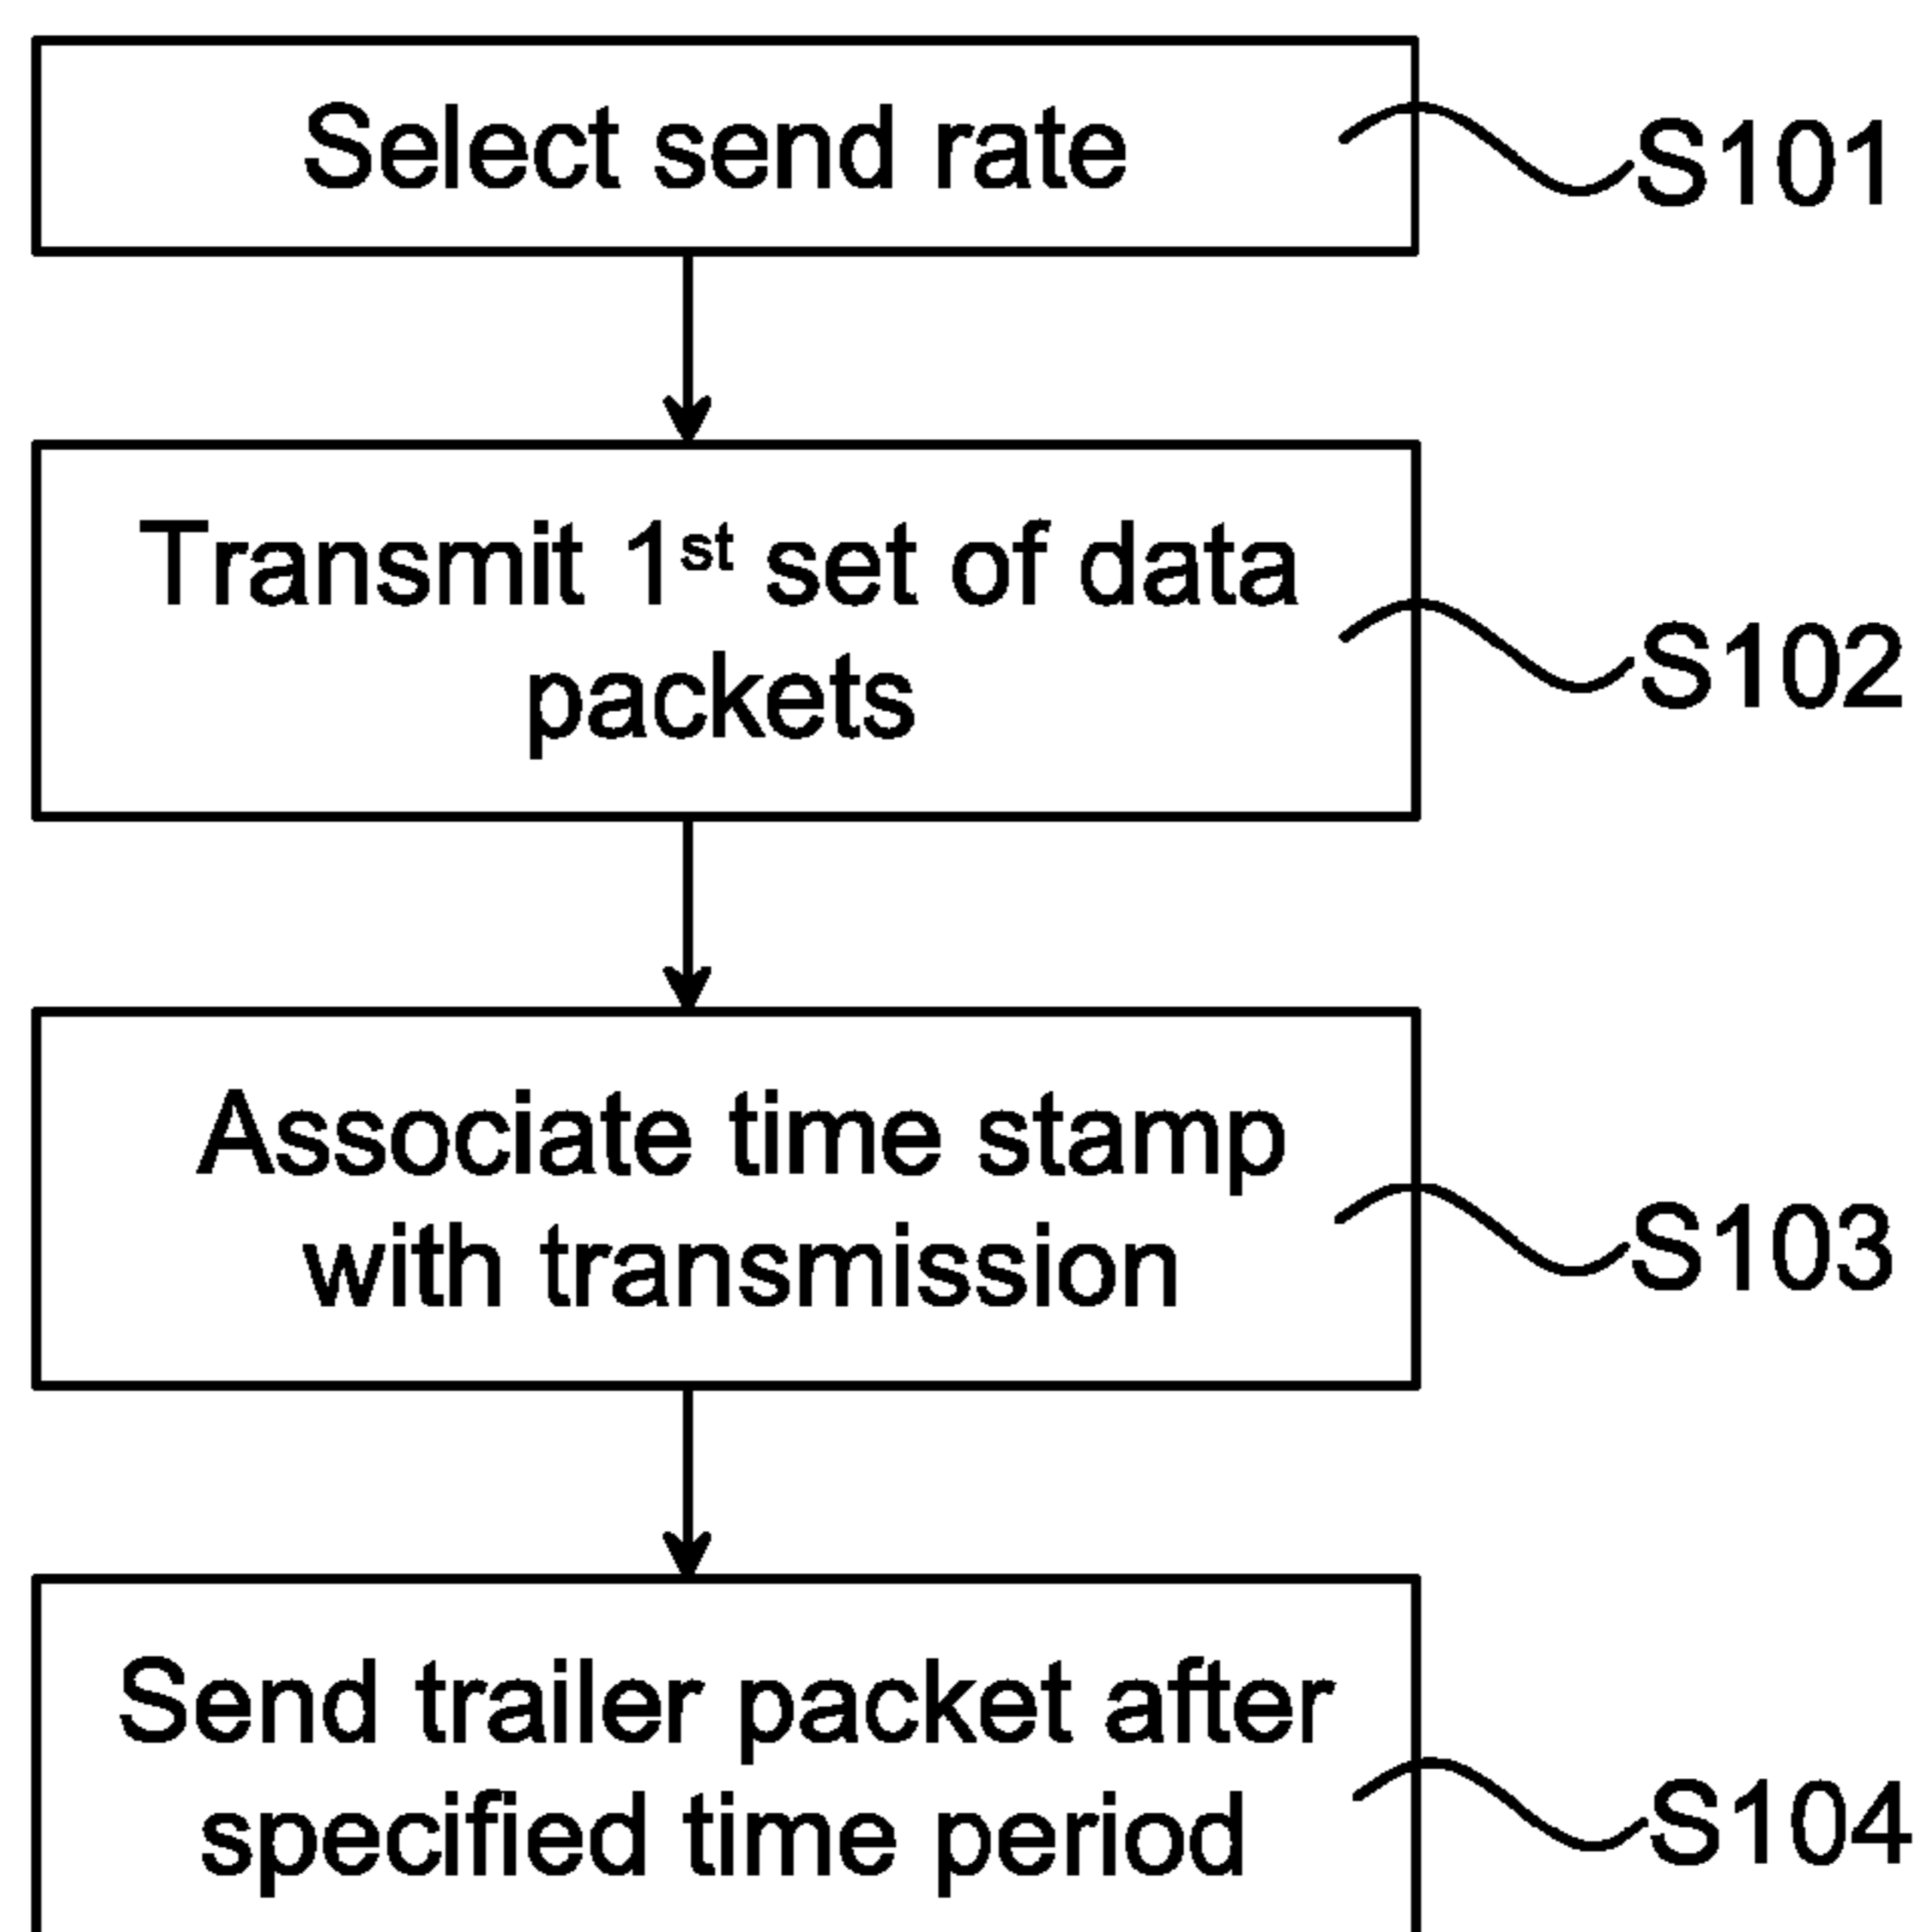 Select send rate
S101
Transmit 1st set of data
packets
S102
Associate time stamp
with transmission
S103
Send trailer packet after
specified time period
S104